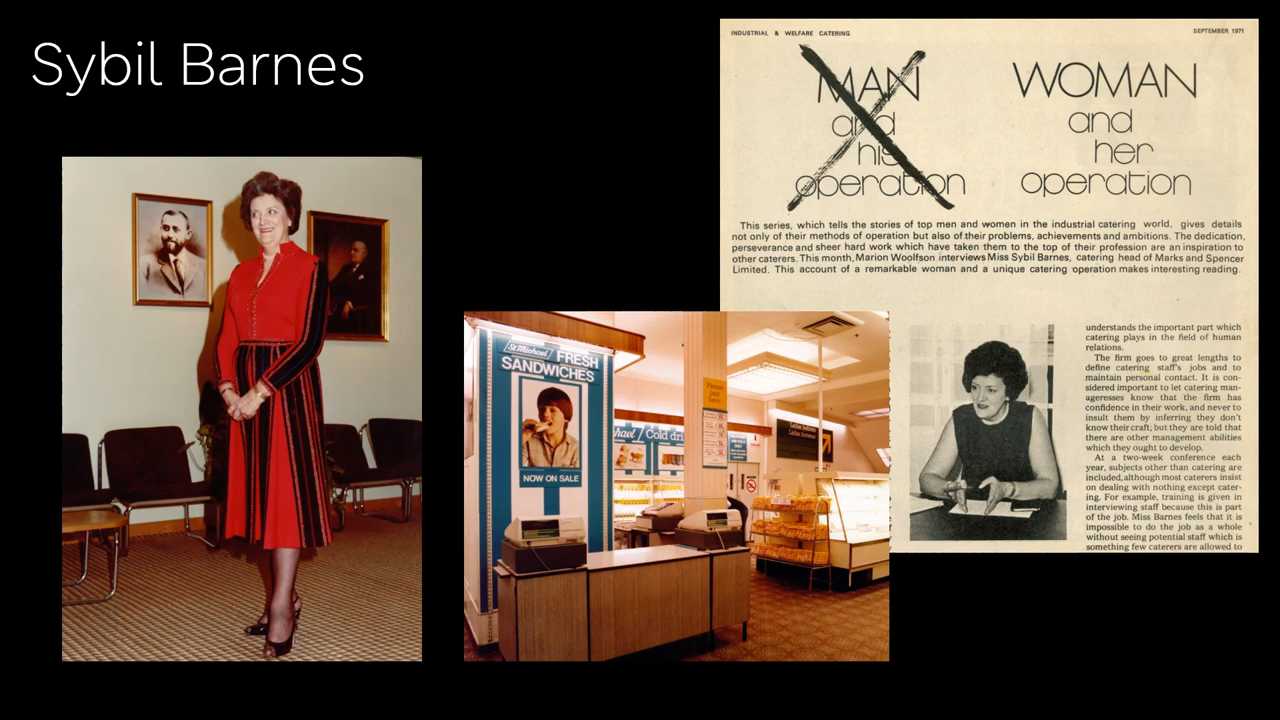 Sybil Barnes
INDUSTRIAL & WELFARE CATERING
SEPTEMBER 1971
MAN
and
his
operation
WOMAN
and
her
operation
This series, which tells the stories of top men and women in the industrial catering world, gives details
not only of their methods of operation but also of their problems, achievements and ambitions. The dedication,
perseverance and sheer hard work which have taken them to the top of their profession are an inspiration to
other caterers. This month, Marion Woolfson interviews Miss Sybil Barnes, catering head of Marks and Spencer
Limited. This account of a remarkable woman and a unique catering operation makes interesting reading.
understands the important part which
catering plays in the field of human
relations.
The firm goes to great lengths to
define catering staff's jobs and to
maintain personal contact. It is con-
sidered important to let catering man-
ageresses know that the firm has
confidence in their work, and never to
insult them by inferring they don't
know their craft; but they are told that
there are other management abilities
which they ought to develop.
At a two-week conference each
year, subjects other than catering are
included, although most caterers insist
on dealing with nothing except cater-
ing. For example, training is given in
interviewing staff because this is part
of the job. Miss Barnes feels that it is
impossible to do the job as a whole
without seeing potential staff which is
something few caterers are allowed to
St Michael FRESH
SANDWICHES
NOW ON SALE
hael Cold dri
Please
pay
here